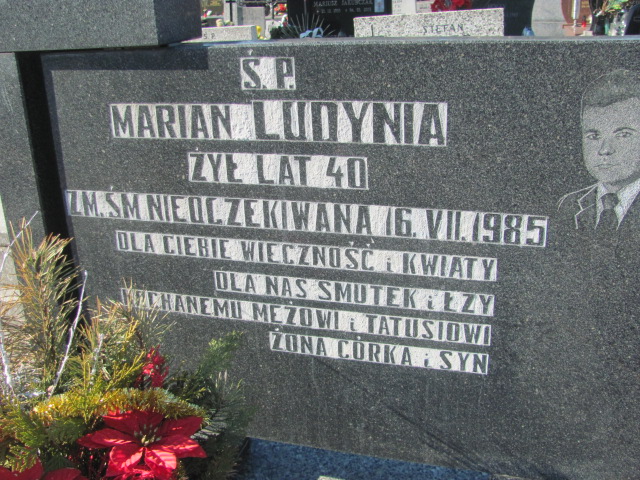 STEFAN
S.P.
MARIAN LUDYNIA
ŻYŁ LAT 40
ZM. ŚM NIEOCZEKIWANĄ 16.VII.1985
DLA CIEBIE WIECZNOŚĆ i KWIATY
DLA NAS SMUTEK i ŁZY
KOCHANEMU MĘŻOWI i TATUSIOWI
ŻONA CÓRKA i SYN